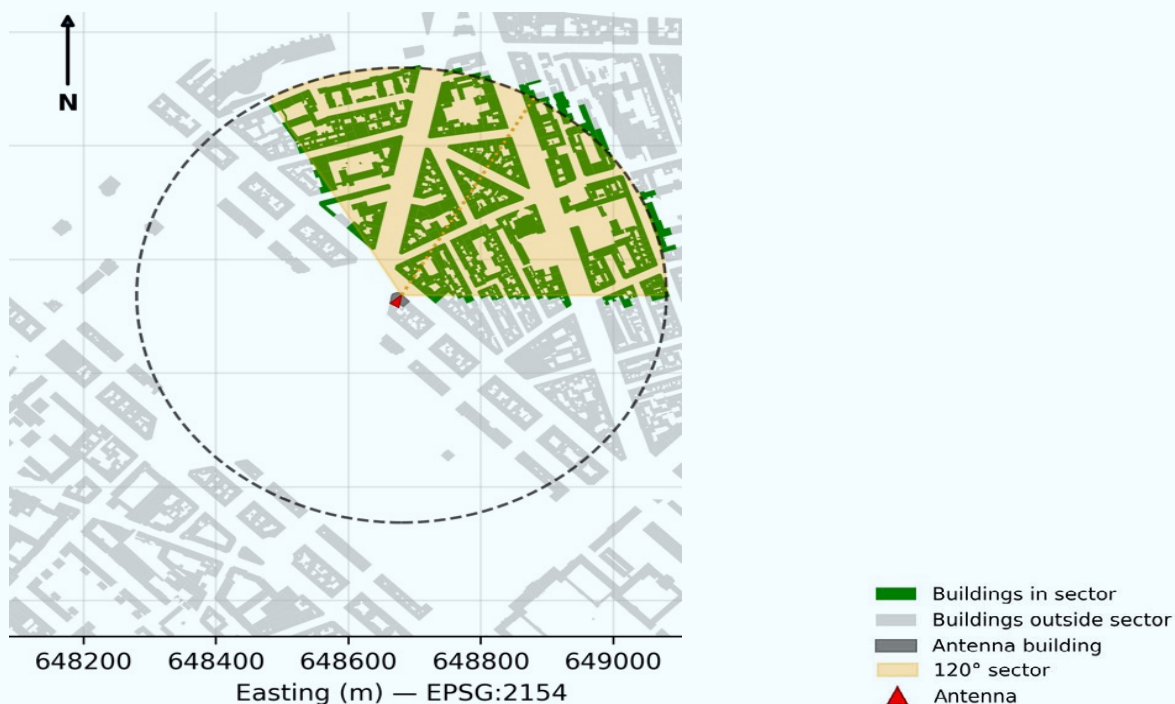 N
648200 648400 648600 648800 649000
Easting (m) — EPSG:2154
Buildings in sector
Buildings outside sector
Antenna building
120° sector
Antenna